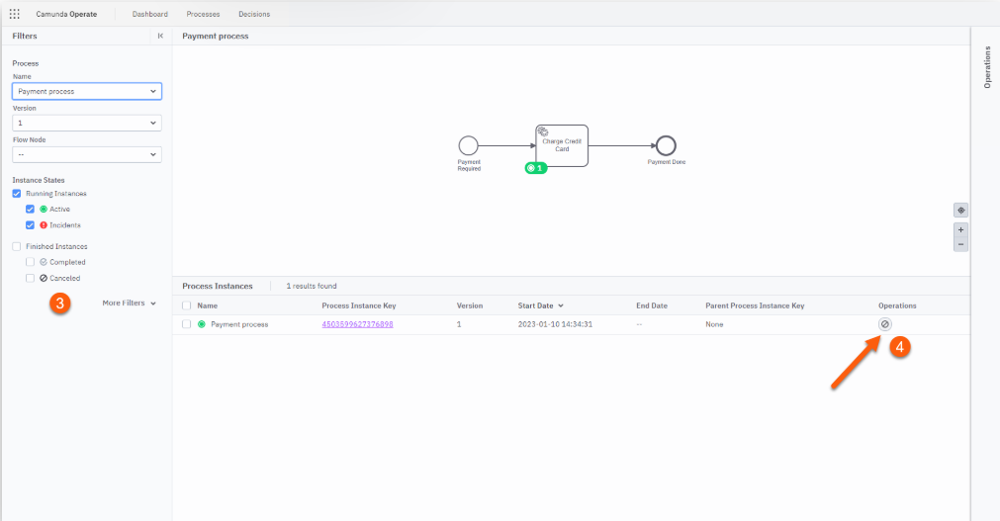 Camunda Operate
Dashboard
Processes
Decisions
Filters
Process
Name
Payment process
Version
1
Flow Node
--
Instance States
Running Instances
Active
Incidents
Finished Instances
Completed
Canceled
3
More Filters
Payment process
Payment
Required
Charge Credit
Card
1
Payment Done
+
−
Process Instances
1 results found
Name
Process Instance Key
Version
Start Date
End Date
Parent Process Instance Key
Operations
Payment process
4503599627376898
1
2023-01-10 14:34:31
--
None
4
Operations